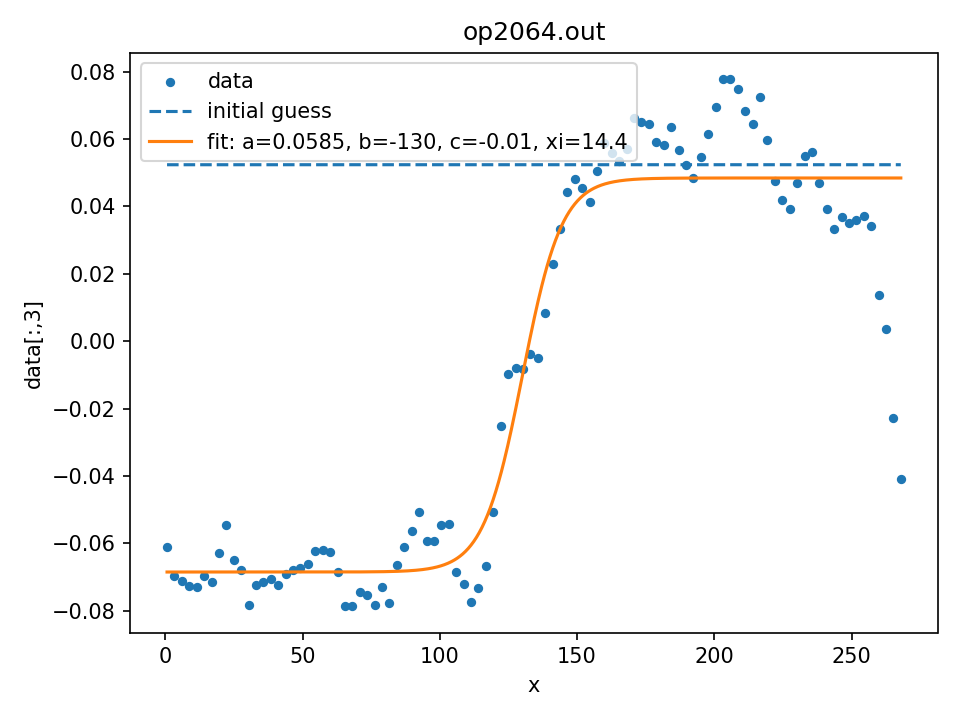 op2064.out
data
initial guess
fit: a=0.0585, b=-130, c=-0.01, xi=14.4
0.08
0.06
0.04
0.02
0.00
−0.02
−0.04
−0.06
−0.08
data[:,3]
0 50 100 150 200 250
x